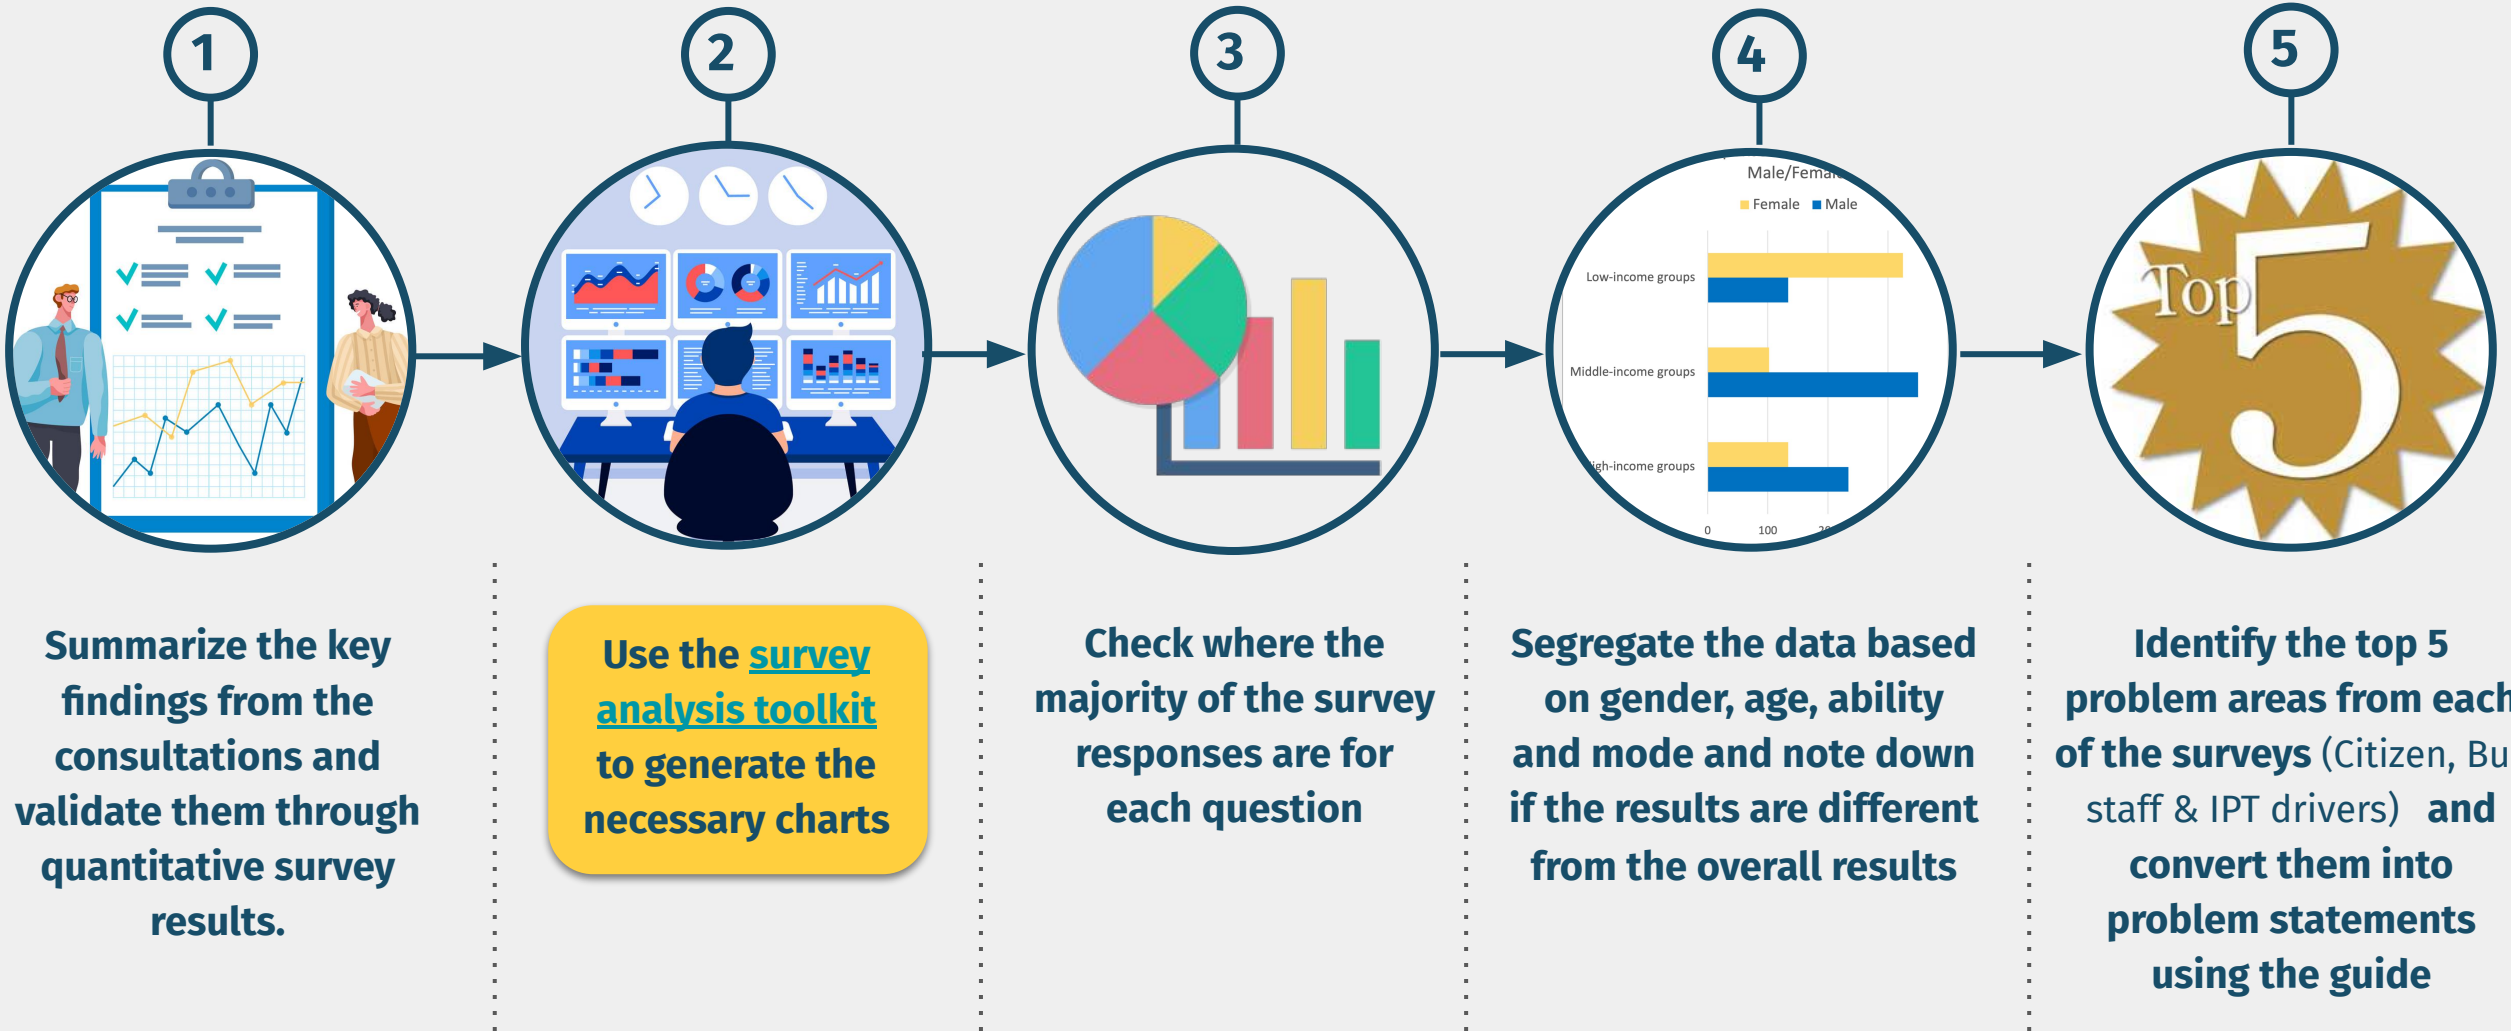 1
2
3
4
5
Male/Female
Female Male
Low-income groups
Middle-income groups
igh-income groups
0 100
Top
5
Summarize the key
findings from the
consultations and
validate them through
quantitative survey
results.
Use the survey
analysis toolkit
to generate the
necessary charts
Check where the
majority of the survey
responses are for
each question
Segregate the data based
on gender, age, ability
and mode and note down
if the results are different
from the overall results
Identify the top 5
problem areas from each
of the surveys (Citizen, Bu
staff & IPT drivers) and
convert them into
problem statements
using the guide